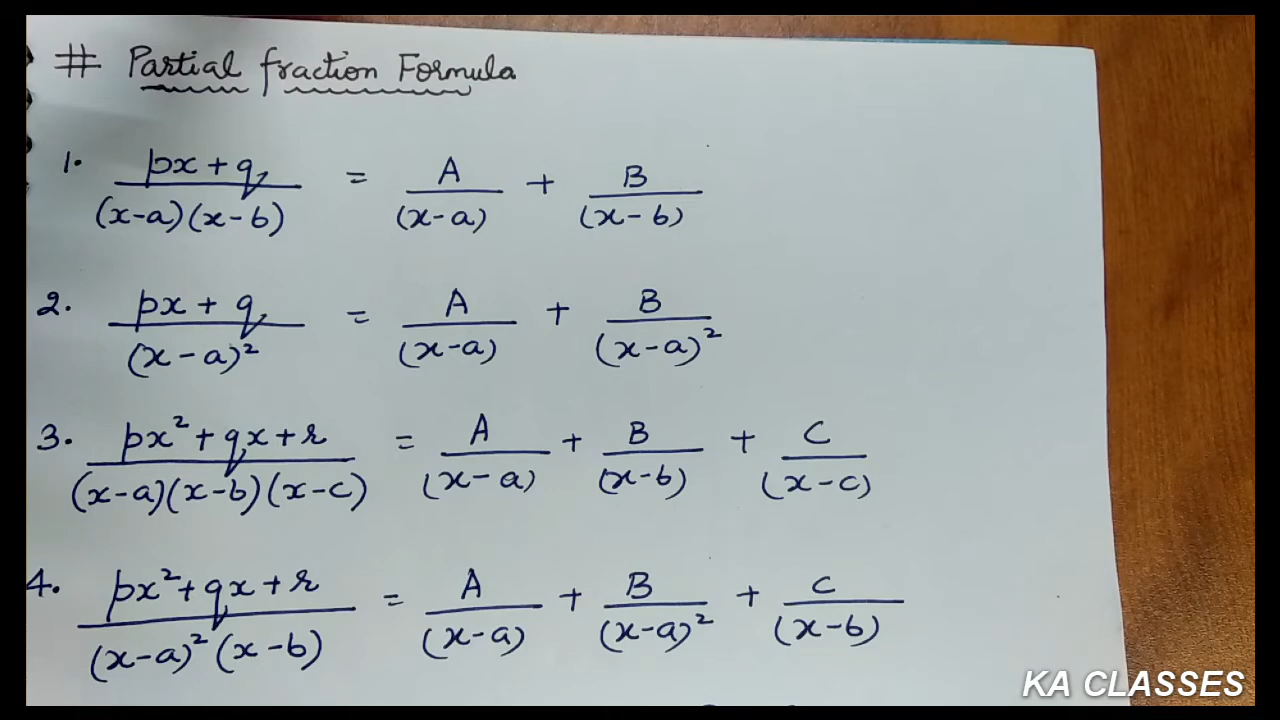 # Partial fraction Formula
1. px + q / (x-a)(x-b) = A / (x-a) + B / (x-b)
2. px + q / (x-a)² = A / (x-a) + B / (x-a)²
3. px² + qx + r / (x-a)(x-b)(x-c) = A / (x-a) + B / (x-b) + C / (x-c)
4. px² + qx + r / (x-a)² (x-b) = A / (x-a) + B / (x-a)² + C / (x-b)
KA CLASSES